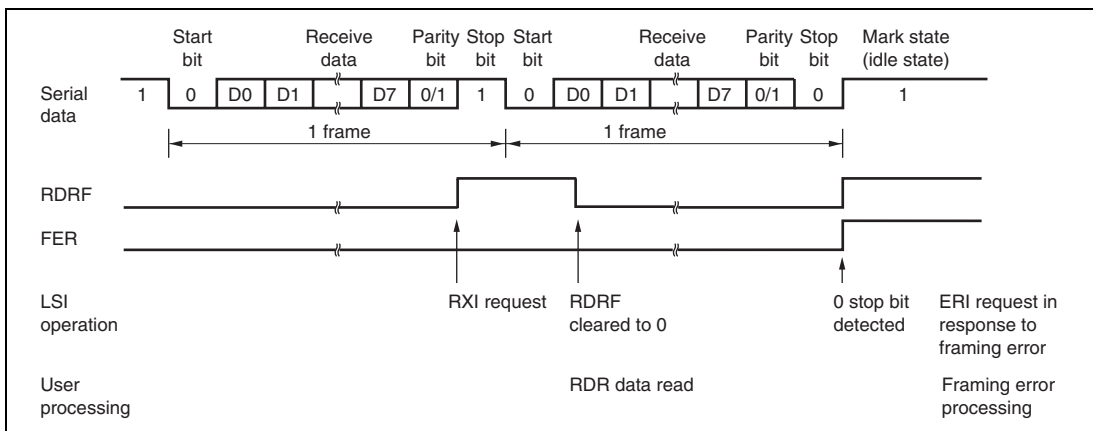 Start bit Receive data Parity bit Stop bit Start bit Receive data Parity bit Stop bit Mark state (idle state)
Serial data 1 0 D0 D1 D7 0/1 1 0 D0 D1 D7 0/1 0 1
1 frame 1 frame
RDRF
FER
LSI operation RXI request RDRF cleared to 0 0 stop bit detected ERI request in response to framing error
User processing RDR data read Framing error processing